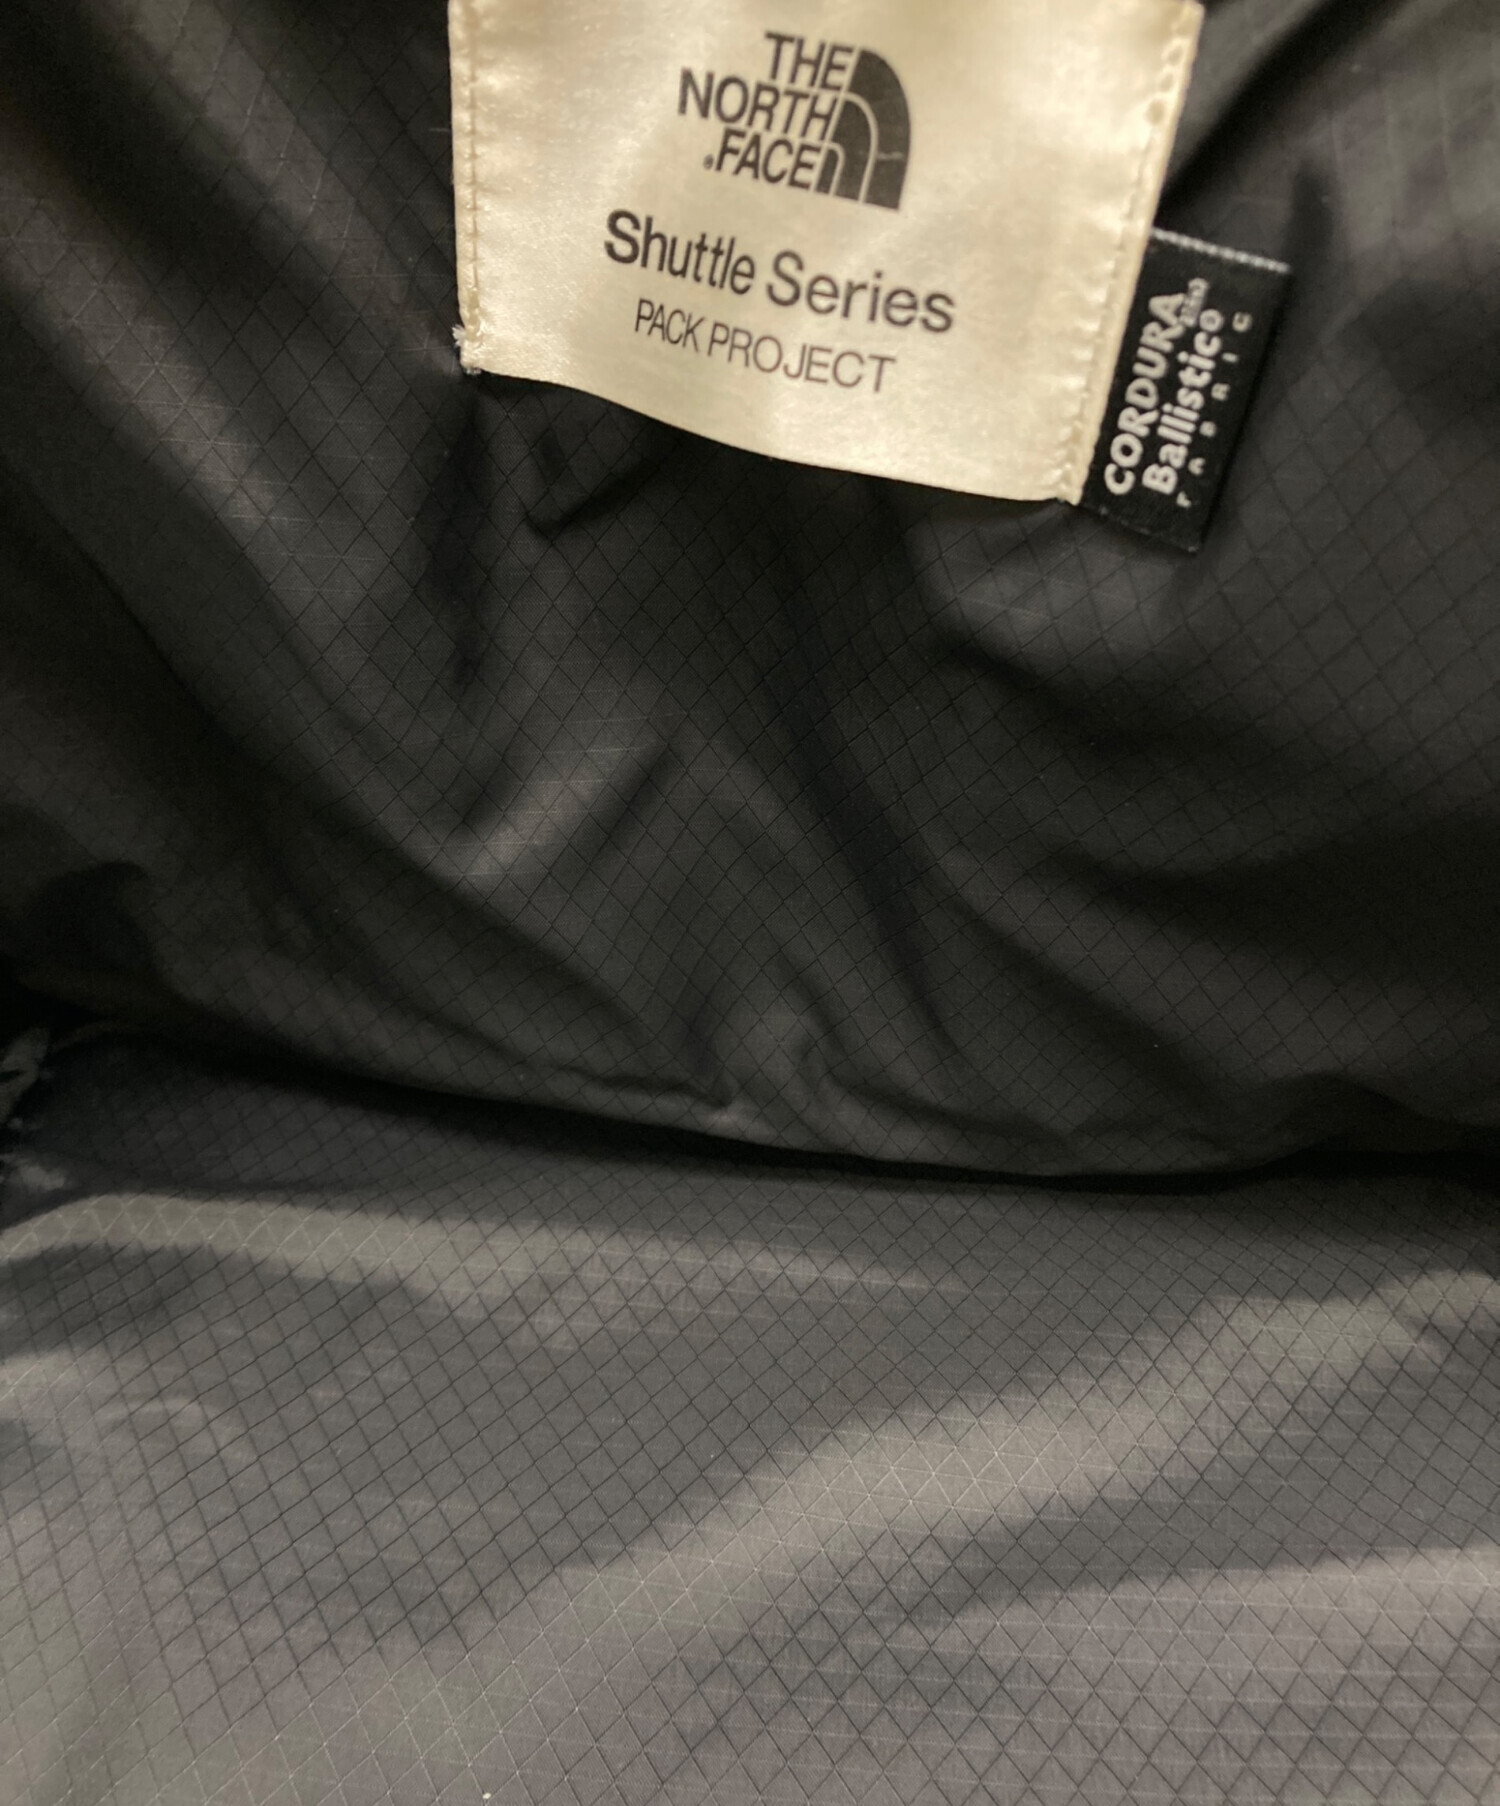 THE
NORTH
FACE
Shuttle Series
PACK PROJECT
CORDURA
Ballistic
FABRIC